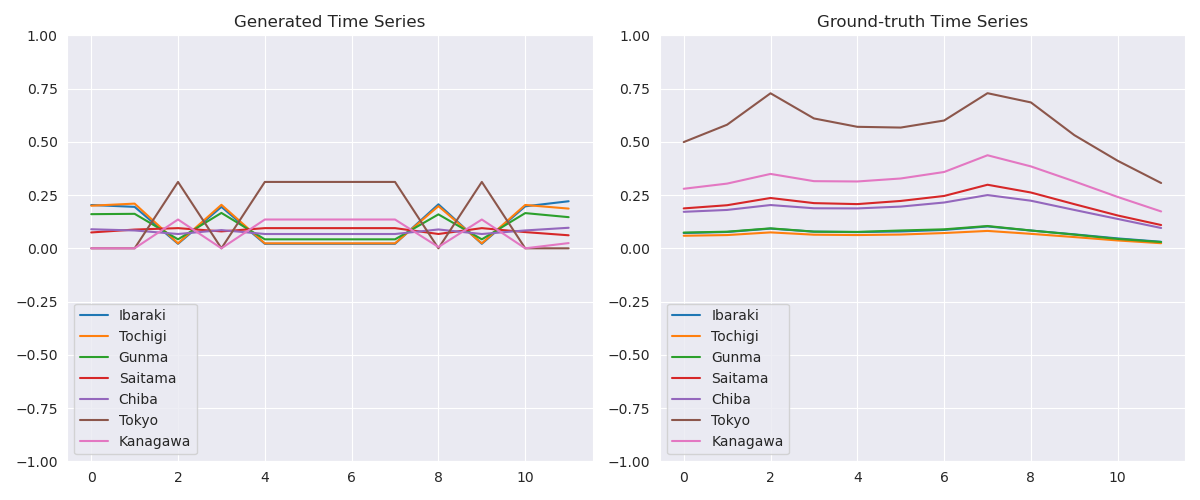 Generated Time Series
1.00
0.75
0.50
0.25
0.00
−0.25
−0.50
−0.75
−1.00
Ibaraki
Tochigi
Gunma
Saitama
Chiba
Tokyo
Kanagawa
0 2 4 6 8 10
Ground-truth Time Series
1.00
0.75
0.50
0.25
0.00
−0.25
−0.50
−0.75
−1.00
Ibaraki
Tochigi
Gunma
Saitama
Chiba
Tokyo
Kanagawa
0 2 4 6 8 10